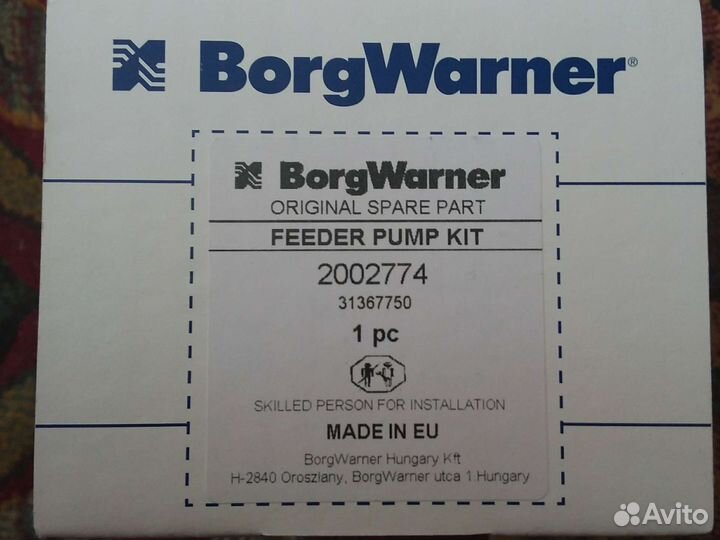 BorgWarner®
BorgWarner
ORIGINAL SPARE PART
FEEDER PUMP KIT
2002774
31367750
1 pc
SKILLED PERSON FOR INSTALLATION
MADE IN EU
BorgWarner Hungary Kft
H-2840 Oroszlany, BorgWarner utca 1 Hungary
Avito